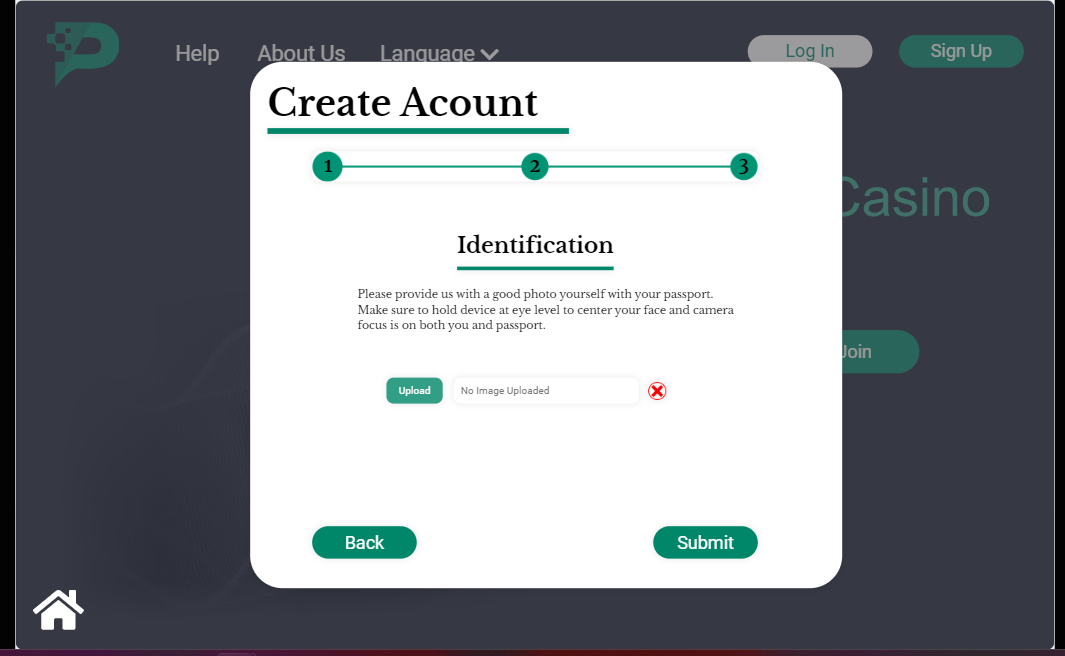 Help
About Us
Language
Log In
Sign Up
Create Acount
1
2
3
Casino
Identification
Please provide us with a good photo yourself with your passport.
Make sure to hold device at eye level to center your face and camera
focus is on both you and passport.
Join
Upload
No Image Uploaded
Back
Submit